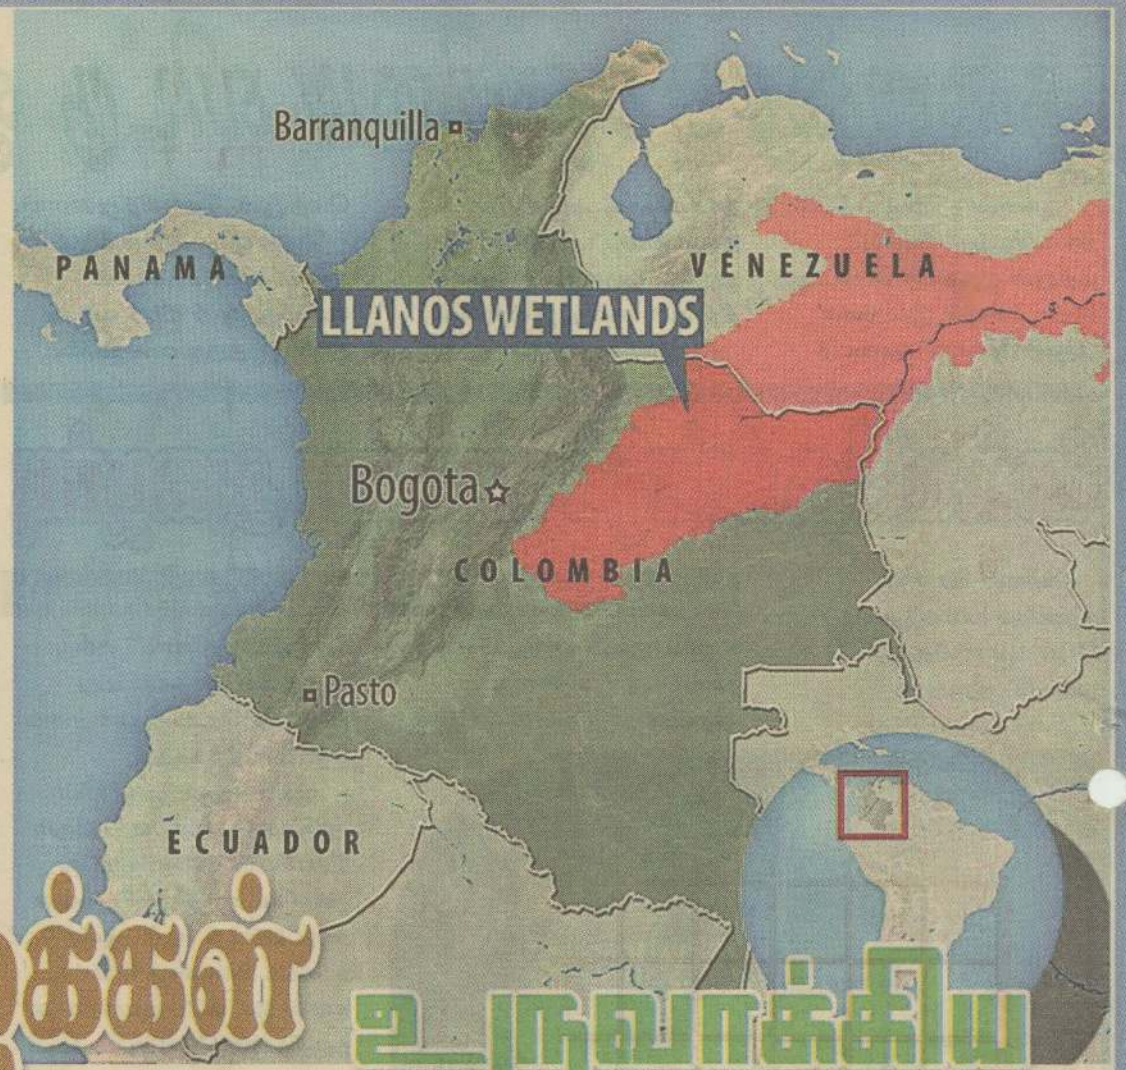 Barranquilla
PANAMA
VENEZUELA
LLANOS WETLANDS
Bogota
COLOMBIA
Pasto
ECUADOR
உருவாக்கிய